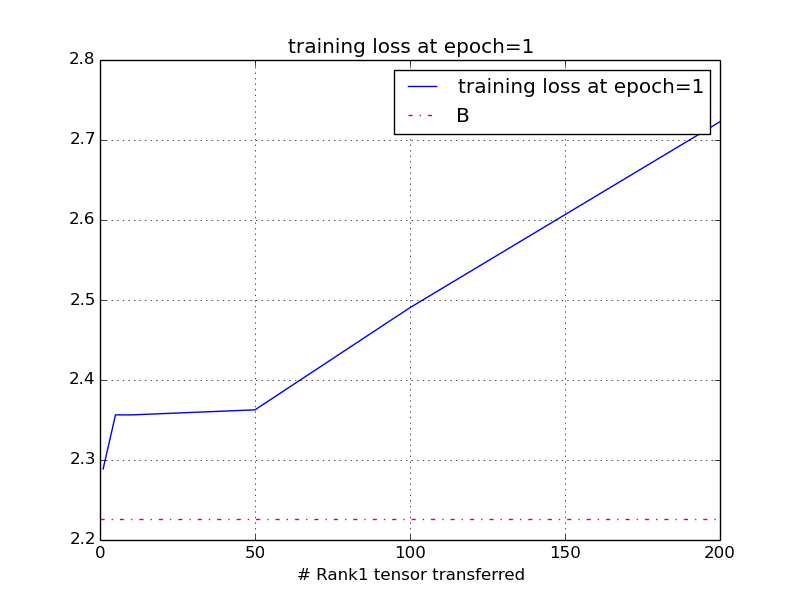 training loss at epoch=1
training loss at epoch=1
B
2.8
2.7
2.6
2.5
2.4
2.3
2.2
0 50 100 150 200
# Rank1 tensor transferred